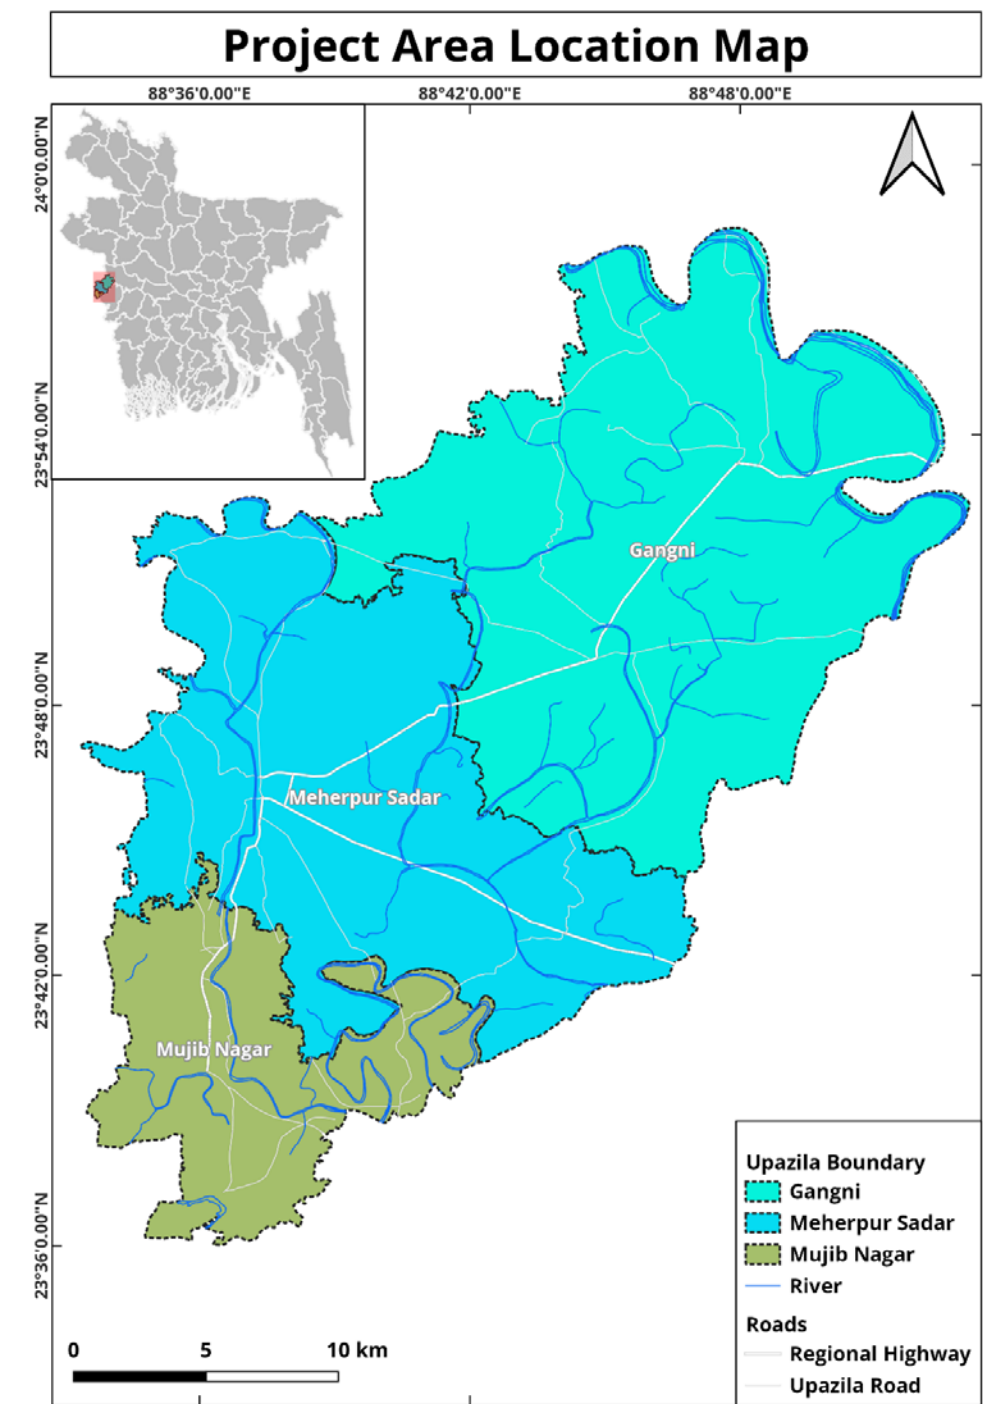 Project Area Location Map
88°36'0.00"E
88°42'0.00"E
88°48'0.00"E
24°0'0.00"N
23°54'0.00"N
23°48'0.00"N
23°42'0.00"N
23°36'0.00"N
Gangni
Meherpur Sadar
Mujib Nagar
Upazila Boundary
Gangni
Meherpur Sadar
Mujib Nagar
River
Roads
Regional Highway
Upazila Road
0 5 10 km